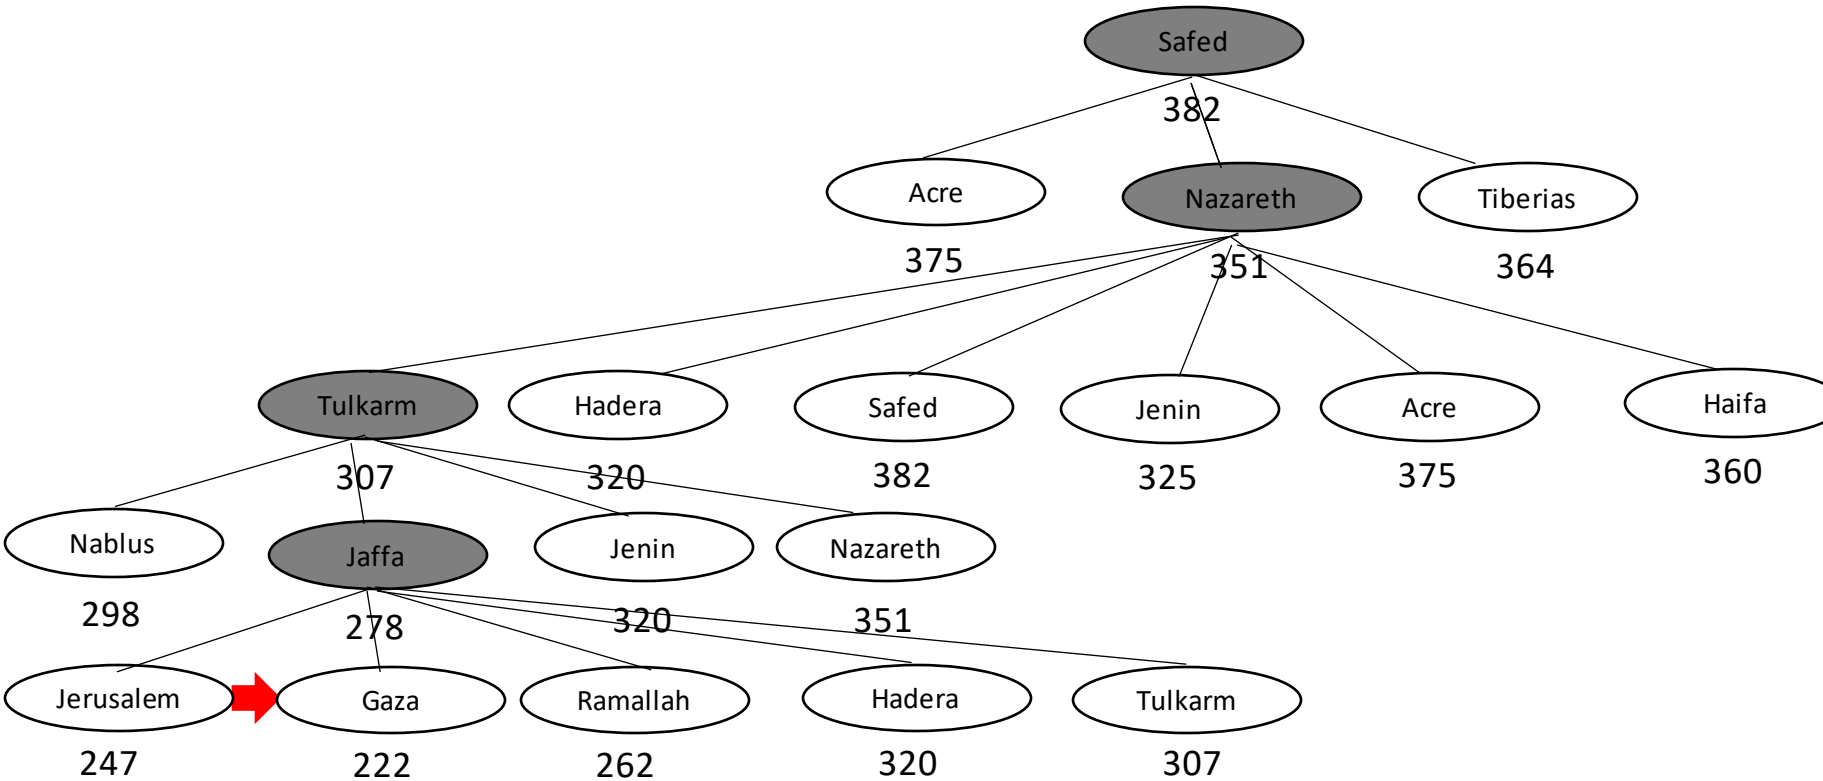 Safed
382
Acre
Nazareth
Tiberias
375
351
364
Tulkarm
Hadera
Safed
Jenin
Acre
Haifa
307
320
382
325
375
360
Nablus
Jaffa
Jenin
Nazareth
298
278
320
351
Jerusalem
Gaza
Ramallah
Hadera
Tulkarm
247
222
262
320
307